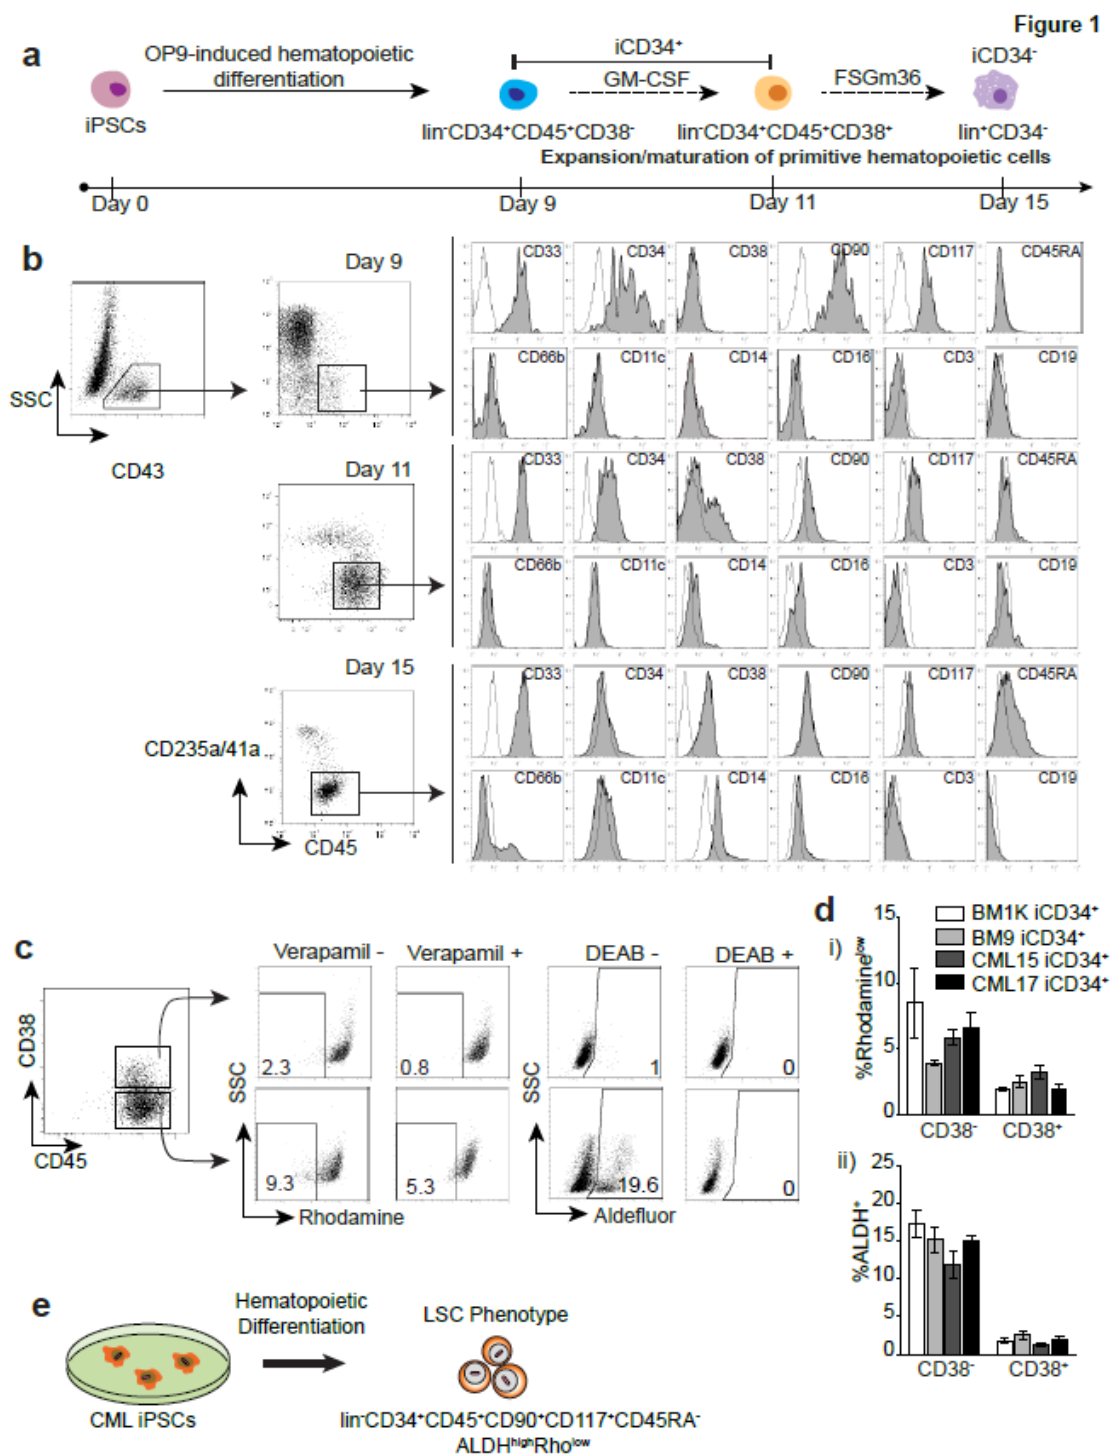 Figure 1
a
OP9-induced hematopoietic
differentiation
iPSCs
iCD34⁺
GM-CSF
FSGm36
iCD34⁻
lin⁻CD34⁺CD45⁺CD38⁻
lin⁻CD34⁺CD45⁺CD38⁺
lin⁺CD34⁻
Expansion/maturation of primitive hematopoietic cells
Day 0
Day 9
Day 11
Day 15
b
SSC
CD43
Day 9
CD33 CD34 CD38 CD90 CD117 CD45RA
CD66b CD11c CD14 CD16 CD3 CD19
Day 11
CD33 CD34 CD38 CD90 CD117 CD45RA
CD66b CD11c CD14 CD16 CD3 CD19
Day 15
CD235a/41a
CD45
CD33 CD34 CD38 CD90 CD117 CD45RA
CD66b CD11c CD14 CD16 CD3 CD19
c
CD38
CD45
Verapamil - Verapamil + DEAB - DEAB +
SSC
2.3
0.8
SSC
1
0
9.3
5.3
19.6
0
Rhodamine
Aldefluor
d
i)
%Rhodamineˡᵒʷ
15
10
5
0
BM1K iCD34⁺
BM9 iCD34⁺
CML15 iCD34⁺
CML17 iCD34⁺
CD38⁻ CD38⁺
ii)
%ALDH⁺
25
20
15
10
5
0
CD38⁻ CD38⁺
e
Hematopoietic
Differentiation
LSC Phenotype
CML iPSCs
lin⁻CD34⁺CD45⁺CD90⁺CD117⁺CD45RA⁻
ALDHʰⁱᵍʰRhoˡᵒʷ